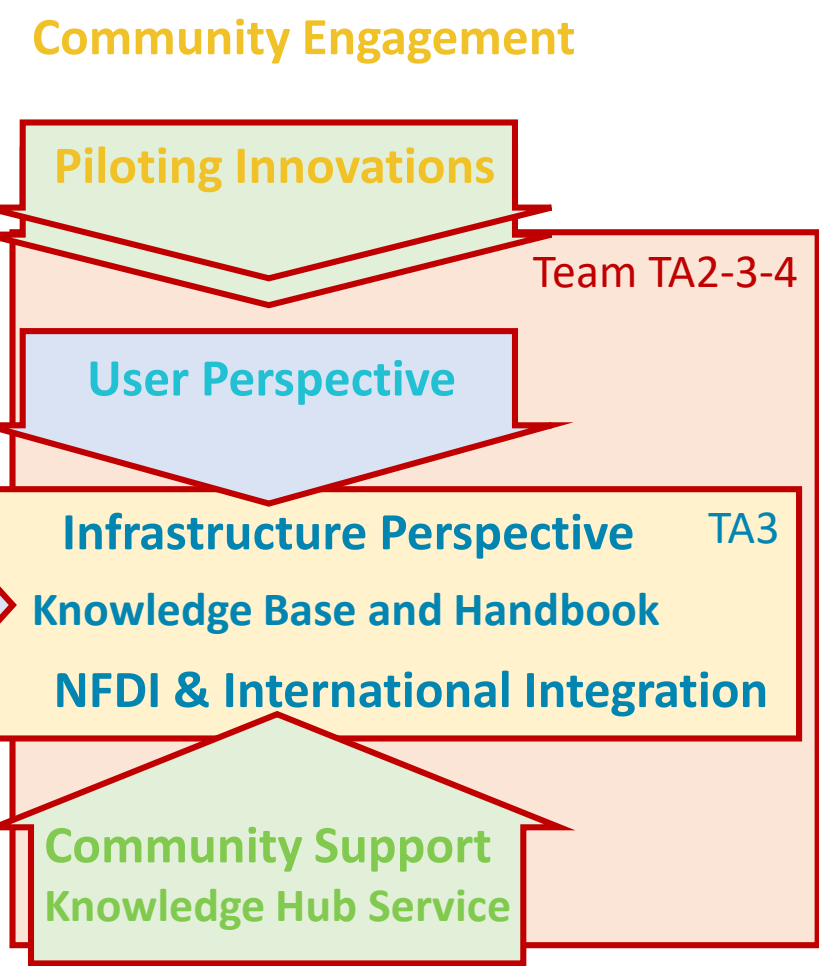 Community Engagement
Piloting Innovations
Team TA2-3-4
User Perspective
Infrastructure Perspective TA3
Knowledge Base and Handbook
NFDI & International Integration
Community Support
Knowledge Hub Service